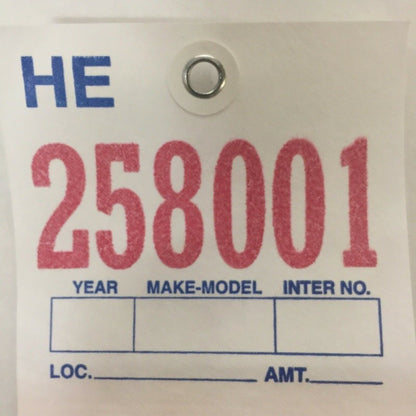 HE
258001
YEAR MAKE-MODEL INTER NO.
LOC. AMT.